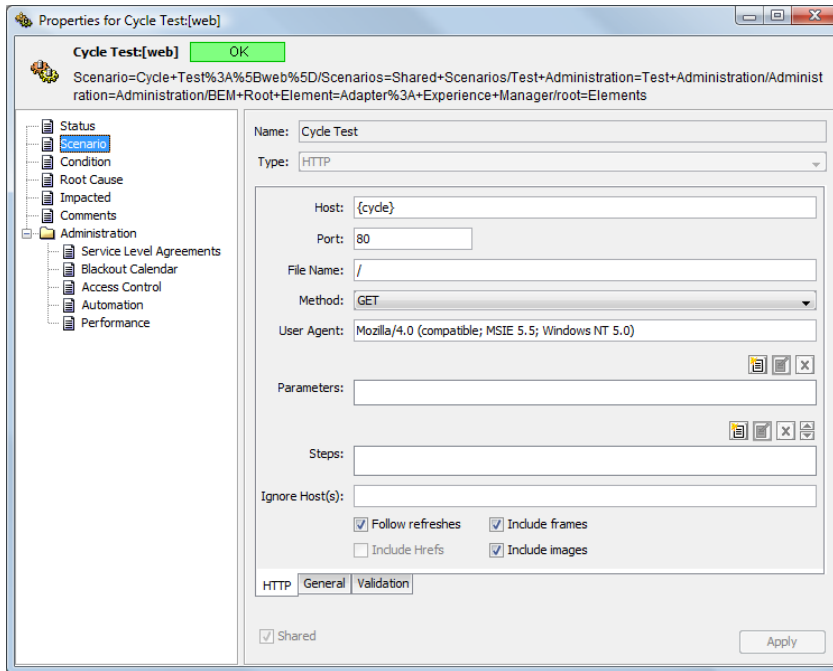 Properties for Cycle Test:[web]
Cycle Test:[web] OK
Scenario=Cycle+Test%3A%5Bweb%5D/Scenarios=Shared+Scenarios/Test+Administration=Test+Administration/Administ
ration=Administration/BEM+Root+Element=Adapter%3A+Experience+Manager/root=Elements
Status
Scenario
Condition
Root Cause
Impacted
Comments
Administration
Service Level Agreements
Blackout Calendar
Access Control
Automation
Performance
Name: Cycle Test
Type: HTTP
Host: {cycle}
Port: 80
File Name: /
Method: GET
User Agent: Mozilla/4.0 (compatible; MSIE 5.5; Windows NT 5.0)
Parameters:
Steps:
Ignore Host(s):
Follow refreshes Include frames
Include Hrefs Include images
HTTP General Validation
Shared
Apply